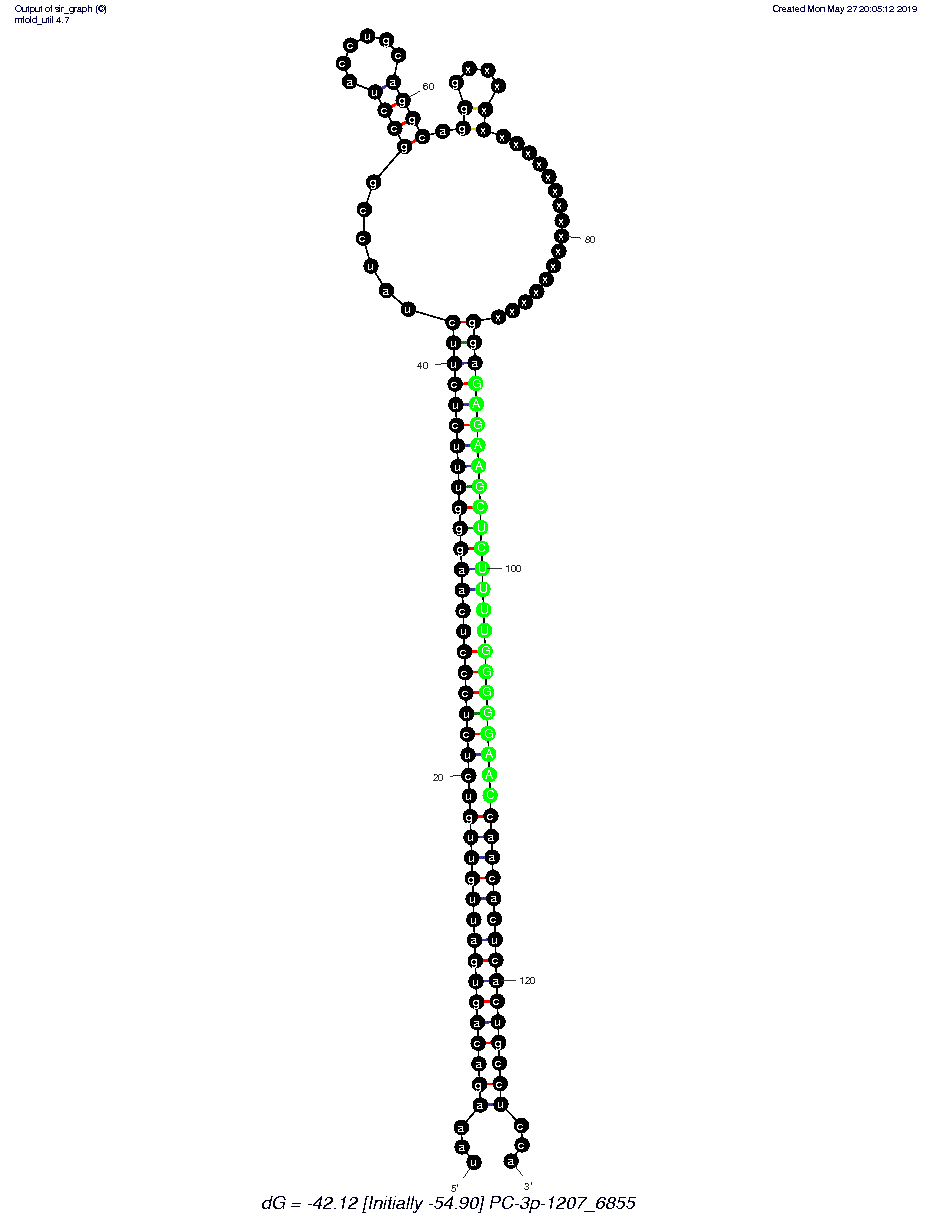 Output of sir_graph (©)
mfold_util 4.7
Created Mon May 27 20:05:12 2019
uaaagacagugauuguugucucuccucaagggguuucucuucuauccggccuaccugcaggcagggxxxxxxxxxxxxxxxxxxxxxggaGAGAAGCUCUUUUGGGGGAACcaacacucacugccucca
60
80
40
100
20
120
5'
3'
dG = -42.12 [Initially -54.90] PC-3p-1207_6855